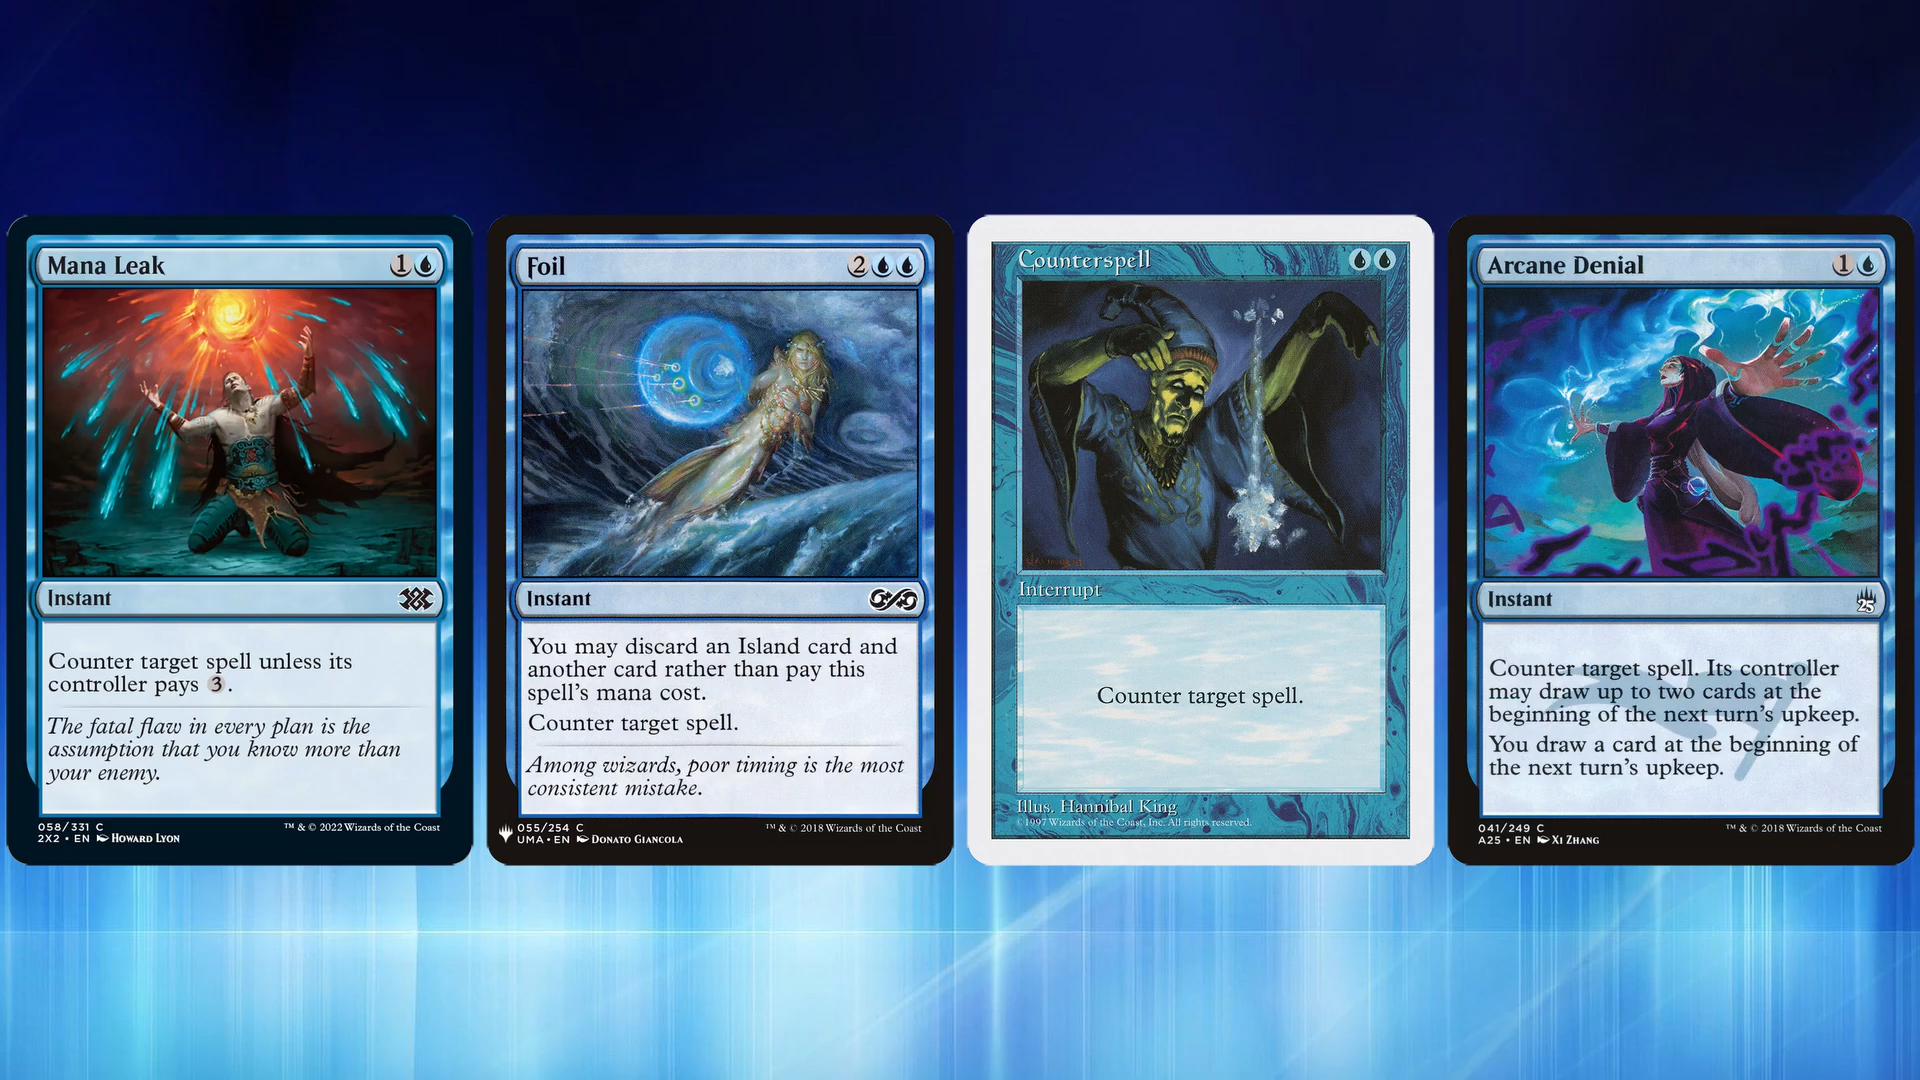 Mana Leak 1
Instant
Counter target spell unless its
controller pays 3.
The fatal flaw in every plan is the
assumption that you know more than
your enemy.
058/331 C
2X2 • EN Howard Lyon
™ & © 2022 Wizards of the Coast
Foil 2
Instant
You may discard an Island card and
another card rather than pay this
spell's mana cost.
Counter target spell.
Among wizards, poor timing is the most
consistent mistake.
055/254 C
UMA • EN Donato Giancola
™ & © 2018 Wizards of the Coast
Counterspell
Interrupt
Counter target spell.
Illus. Hannibal King
© 1997 Wizards of the Coast, Inc. All rights reserved.
Arcane Denial 1
Instant
25
Counter target spell. Its controller
may draw up to two cards at the
beginning of the next turn's upkeep.
You draw a card at the beginning of
the next turn's upkeep.
041/249 C
A25 • EN Xi Zhang
™ & © 2018 Wizards of the Coast